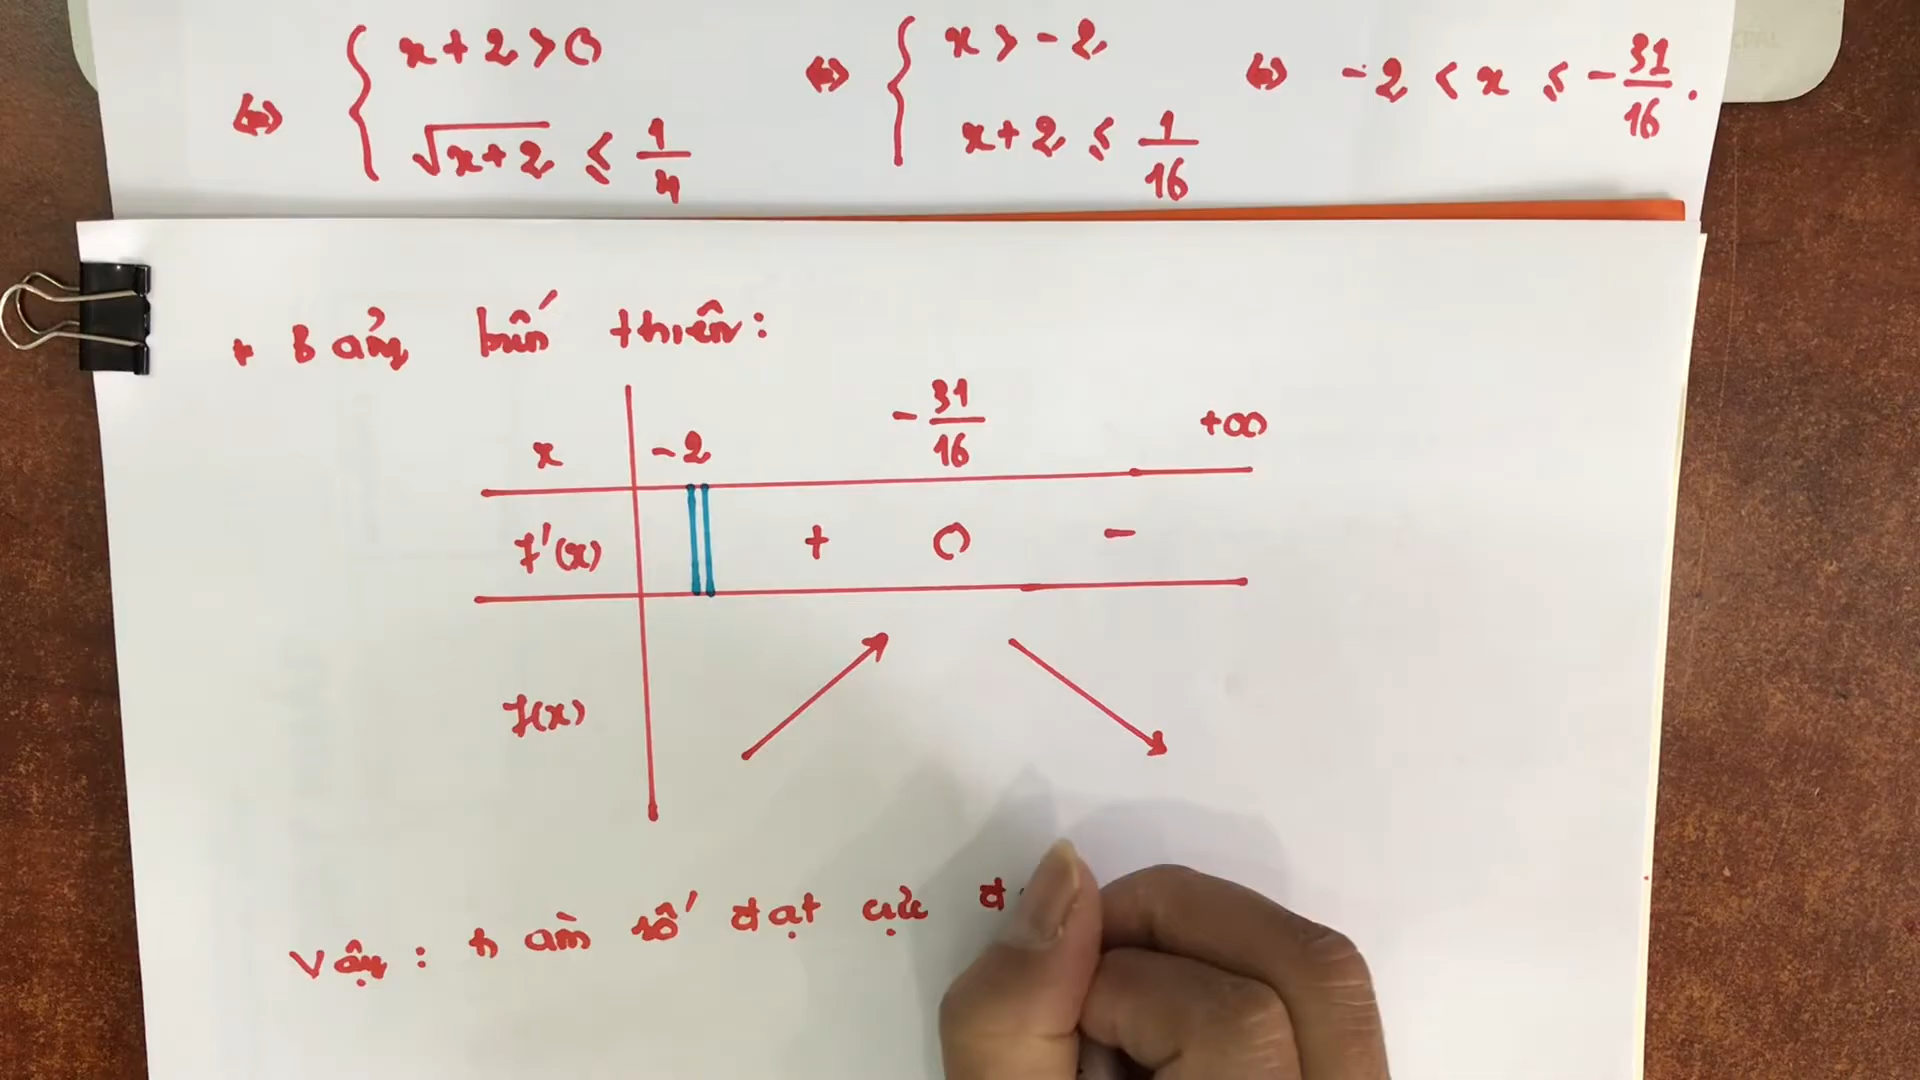 ⇔ { x + 2 > 0 ⇔ { x > -2 ⇔ -2 < x ≤ -31/16.
√(x+2) ≤ 1/4 x + 2 ≤ 1/16
* Bảng biến thiên:
x -2 -31/16 +∞
f'(x) || + 0 -
f(x)
Vậy: hàm số đạt cực